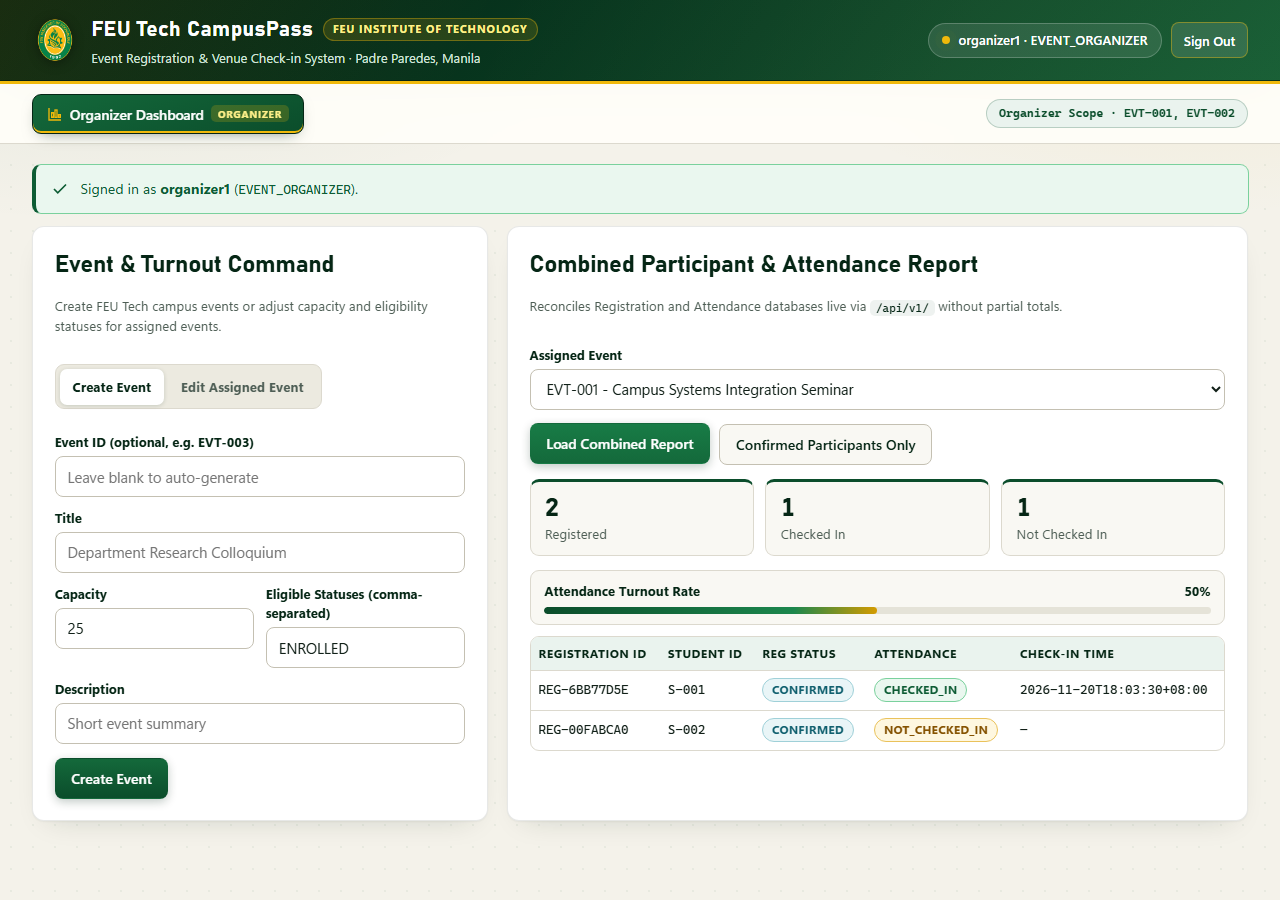 FEU Tech CampusPass
FEU INSTITUTE OF TECHNOLOGY
Event Registration & Venue Check-in System · Padre Paredes, Manila
organizer1 · EVENT_ORGANIZER
Sign Out
Organizer Dashboard
ORGANIZER
Organizer Scope · EVT-001, EVT-002
Signed in as organizer1 (EVENT_ORGANIZER).
Event & Turnout Command
Create FEU Tech campus events or adjust capacity and eligibility
statuses for assigned events.
Create Event
Edit Assigned Event
Event ID (optional, e.g. EVT-003)
Leave blank to auto-generate
Title
Department Research Colloquium
Capacity
25
Eligible Statuses (comma-
separated)
ENROLLED
Description
Short event summary
Create Event
Combined Participant & Attendance Report
Reconciles Registration and Attendance databases live via /api/v1/ without partial totals.
Assigned Event
EVT-001 - Campus Systems Integration Seminar
Load Combined Report
Confirmed Participants Only
2
Registered
1
Checked In
1
Not Checked In
Attendance Turnout Rate
50%
REGISTRATION ID STUDENT ID REG STATUS ATTENDANCE CHECK-IN TIME
REG-6BB77D5E S-001 CONFIRMED CHECKED_IN 2026-11-20T18:03:30+08:00
REG-00FABCA0 S-002 CONFIRMED NOT_CHECKED_IN —